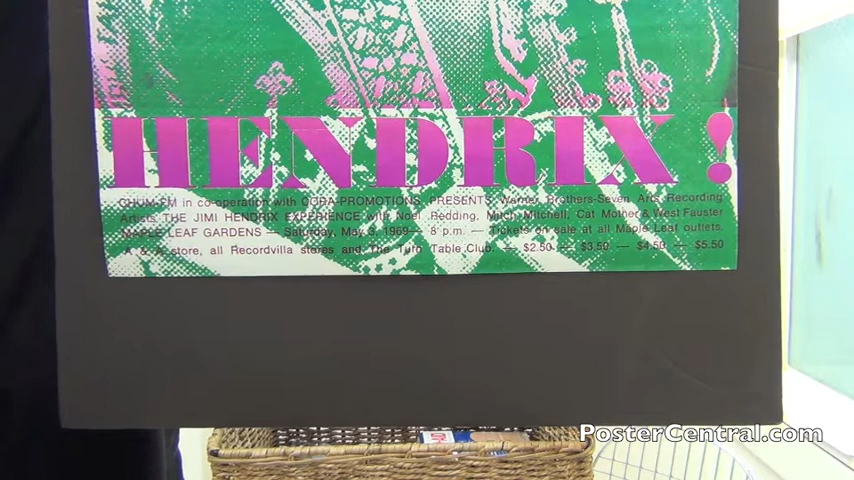 HENDRIX!
CHUM-FM in co-operation with CORA-PROMOTIONS PRESENTS Warner Brothers-Seven Arts Recording
Artists THE JIMI HENDRIX EXPERIENCE with Noel Redding, Mitch Mitchell, Cat Mother & West Fauster
MAPLE LEAF GARDENS — Saturday, May 3, 1969 — 8 p.m. — Tickets on sale at all Maple Leaf outlets.
A & A store, all Recordvilla stores and The Turn Table Club. — $2.50 — $3.50 — $4.50 — $5.50
PosterCentral.com